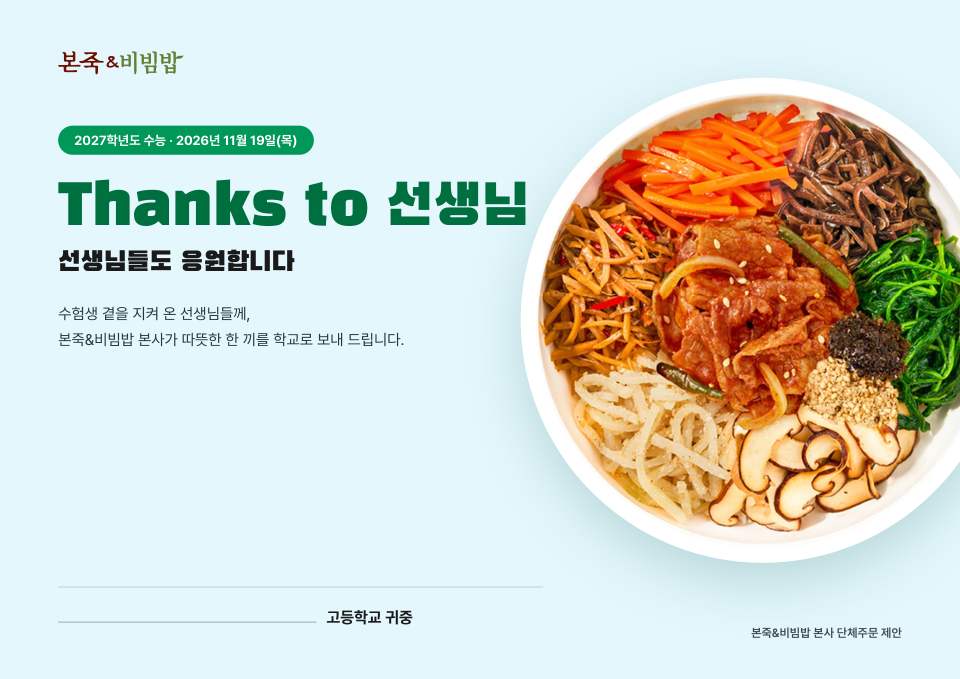 본죽&비빔밥
2027학년도 수능 · 2026년 11월 19일(목)
Thanks to 선생님
선생님들도 응원합니다
수험생 곁을 지켜 온 선생님들께,
본죽&비빔밥 본사가 따뜻한 한 끼를 학교로 보내 드립니다.
고등학교 귀중
본죽&비빔밥 본사 단체주문 제안